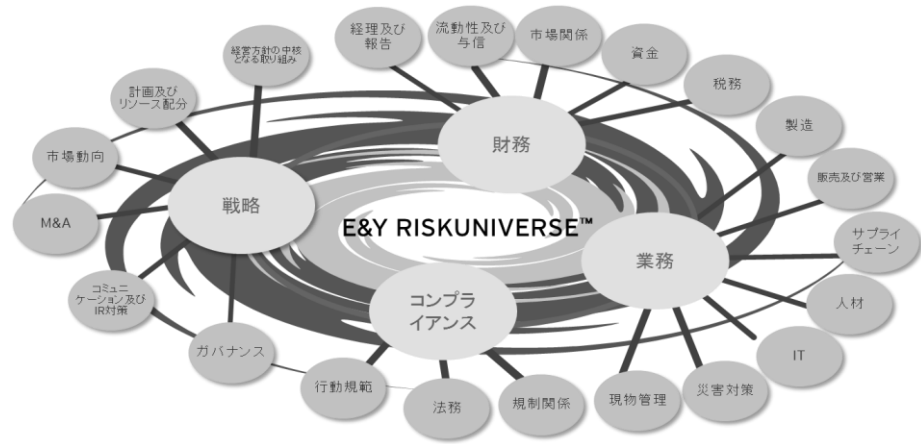 経理及び
報告
流動性及び
与信
市場関係
資金
税務
経営方針の中核
となる取り組み
計画及び
リソース配分
市場動向
M&A
コミュニ
ケーション及び
IR対策
ガバナンス
戦略
財務
製造
販売及び営業
サプライ
チェーン
人材
IT
災害対策
現物管理
業務
E&Y RISKUNIVERSE™
コンプラ
イアンス
行動規範
法務
規制関係